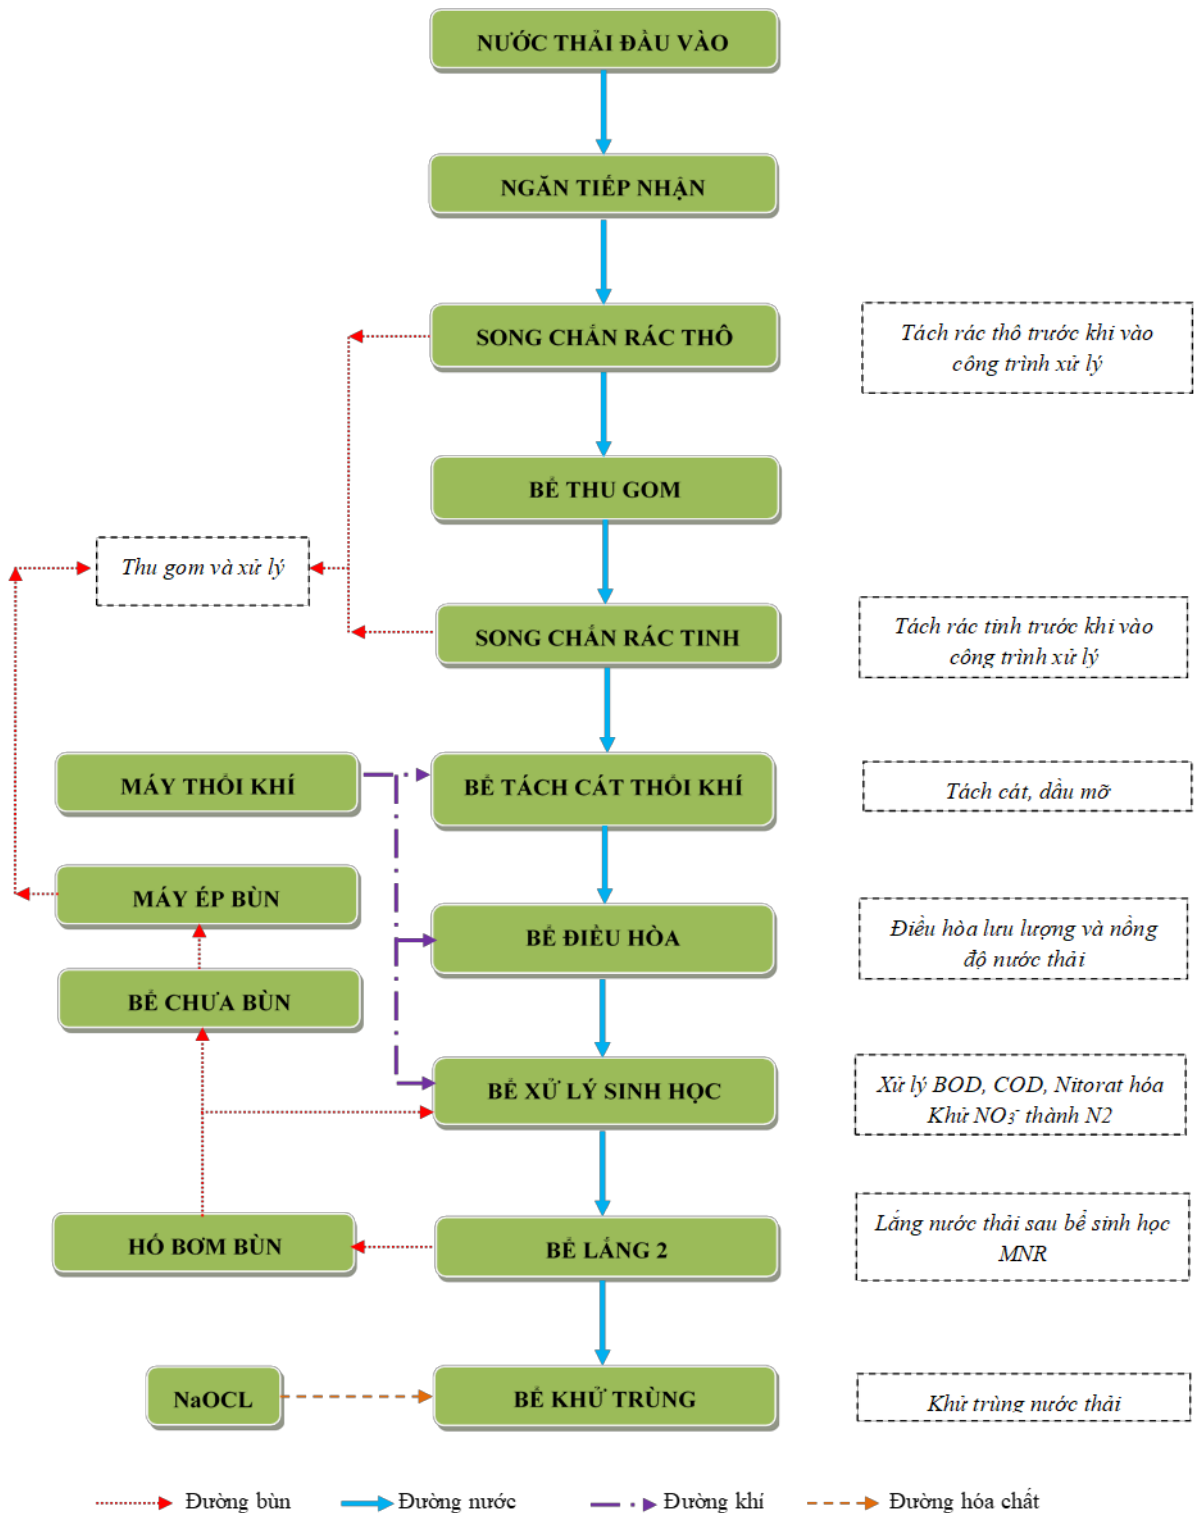 NƯỚC THẢI ĐẦU VÀO
NGĂN TIẾP NHẬN
SONG CHẮN RÁC THÔ
Tách rác thô trước khi vào
công trình xử lý
BỂ THU GOM
Thu gom và xử lý
SONG CHẮN RÁC TINH
Tách rác tinh trước khi vào
công trình xử lý
MÁY THỔI KHÍ
BỂ TÁCH CÁT THỔI KHÍ
Tách cát, dầu mỡ
MÁY ÉP BÙN
BỂ ĐIỀU HÒA
Điều hòa lưu lượng và nồng
độ nước thải
BỂ CHƯA BÙN
BỂ XỬ LÝ SINH HỌC
Xử lý BOD, COD, Nitorat hóa
Khử NO₃⁻ thành N2
HỐ BƠM BÙN
BỂ LẮNG 2
Lắng nước thải sau bể sinh học
MNR
NaOCL
BỂ KHỬ TRÙNG
Khử trùng nước thải
Đường bùn
Đường nước
Đường khí
Đường hóa chất